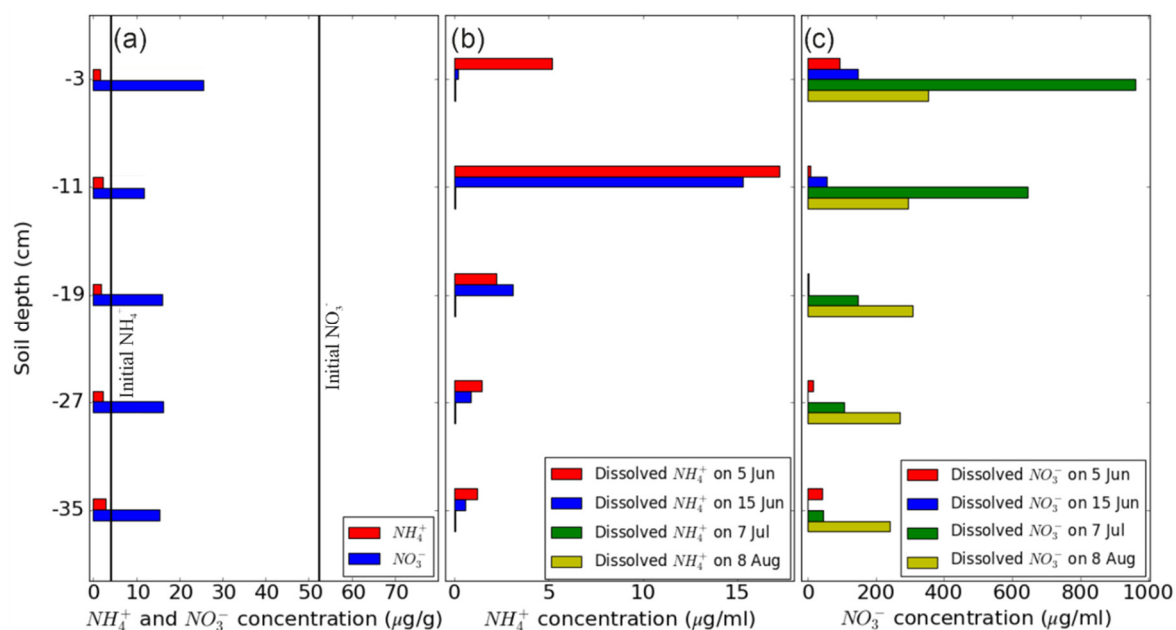 (a)
(b)
(c)
Soil depth (cm)
-3
-11
-19
-27
-35
Initial NH₄⁺
Initial NO₃⁻
NH₄⁺
NO₃⁻
0 10 20 30 40 50 60 70
NH₄⁺ and NO₃⁻ concentration (μg/g)
Dissolved NH₄⁺ on 5 Jun
Dissolved NH₄⁺ on 15 Jun
Dissolved NH₄⁺ on 7 Jul
Dissolved NH₄⁺ on 8 Aug
0 5 10 15
NH₄⁺ concentration (μg/ml)
Dissolved NO₃⁻ on 5 Jun
Dissolved NO₃⁻ on 15 Jun
Dissolved NO₃⁻ on 7 Jul
Dissolved NO₃⁻ on 8 Aug
0 200 400 600 800 1000
NO₃⁻ concentration (μg/ml)